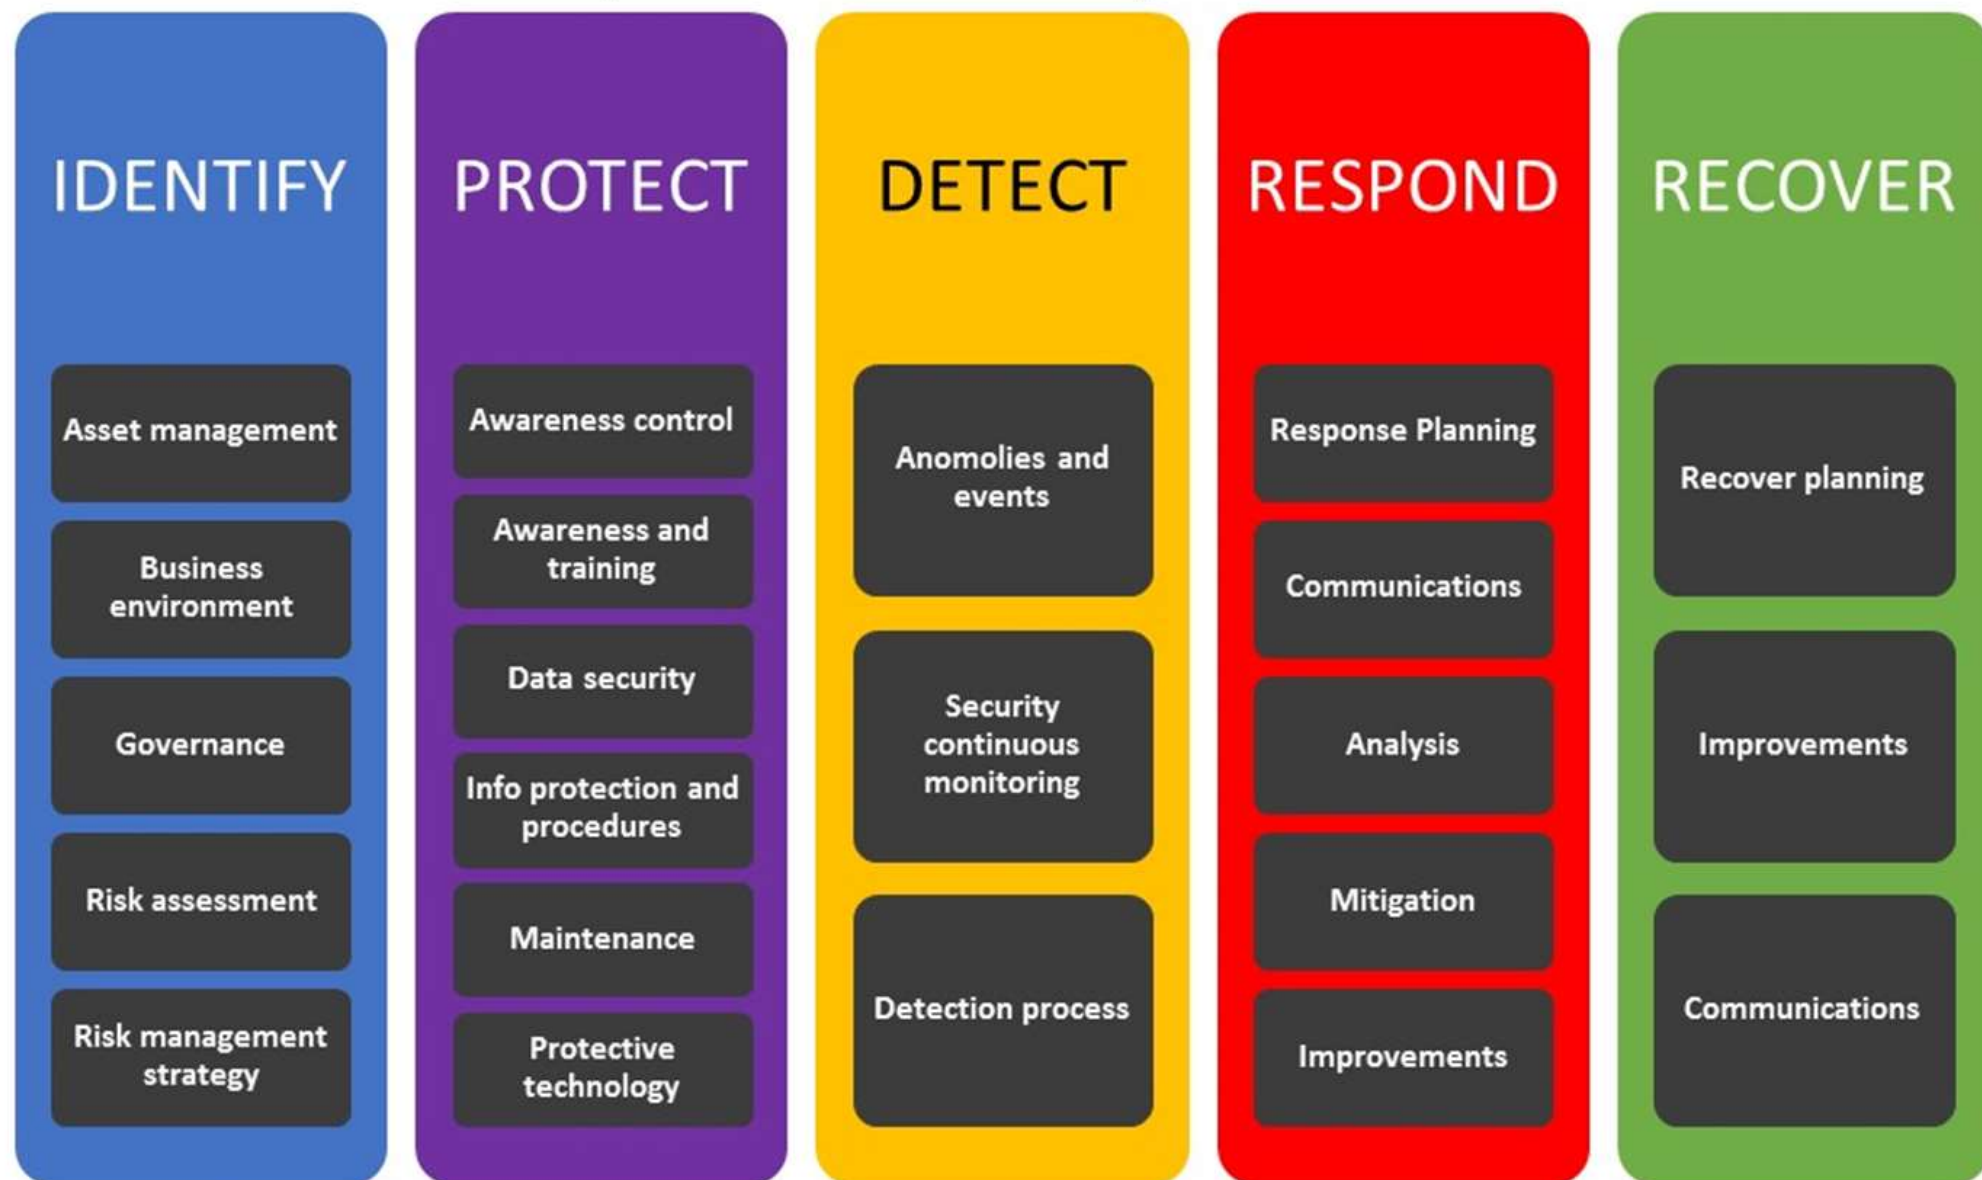 IDENTIFY
Asset management
Business
environment
Governance
Risk assessment
Risk management
strategy
PROTECT
Awareness control
Awareness and
training
Data security
Info protection and
procedures
Maintenance
Protective
technology
DETECT
Anomolies and
events
Security
continuous
monitoring
Detection process
RESPOND
Response Planning
Communications
Analysis
Mitigation
Improvements
RECOVER
Recover planning
Improvements
Communications